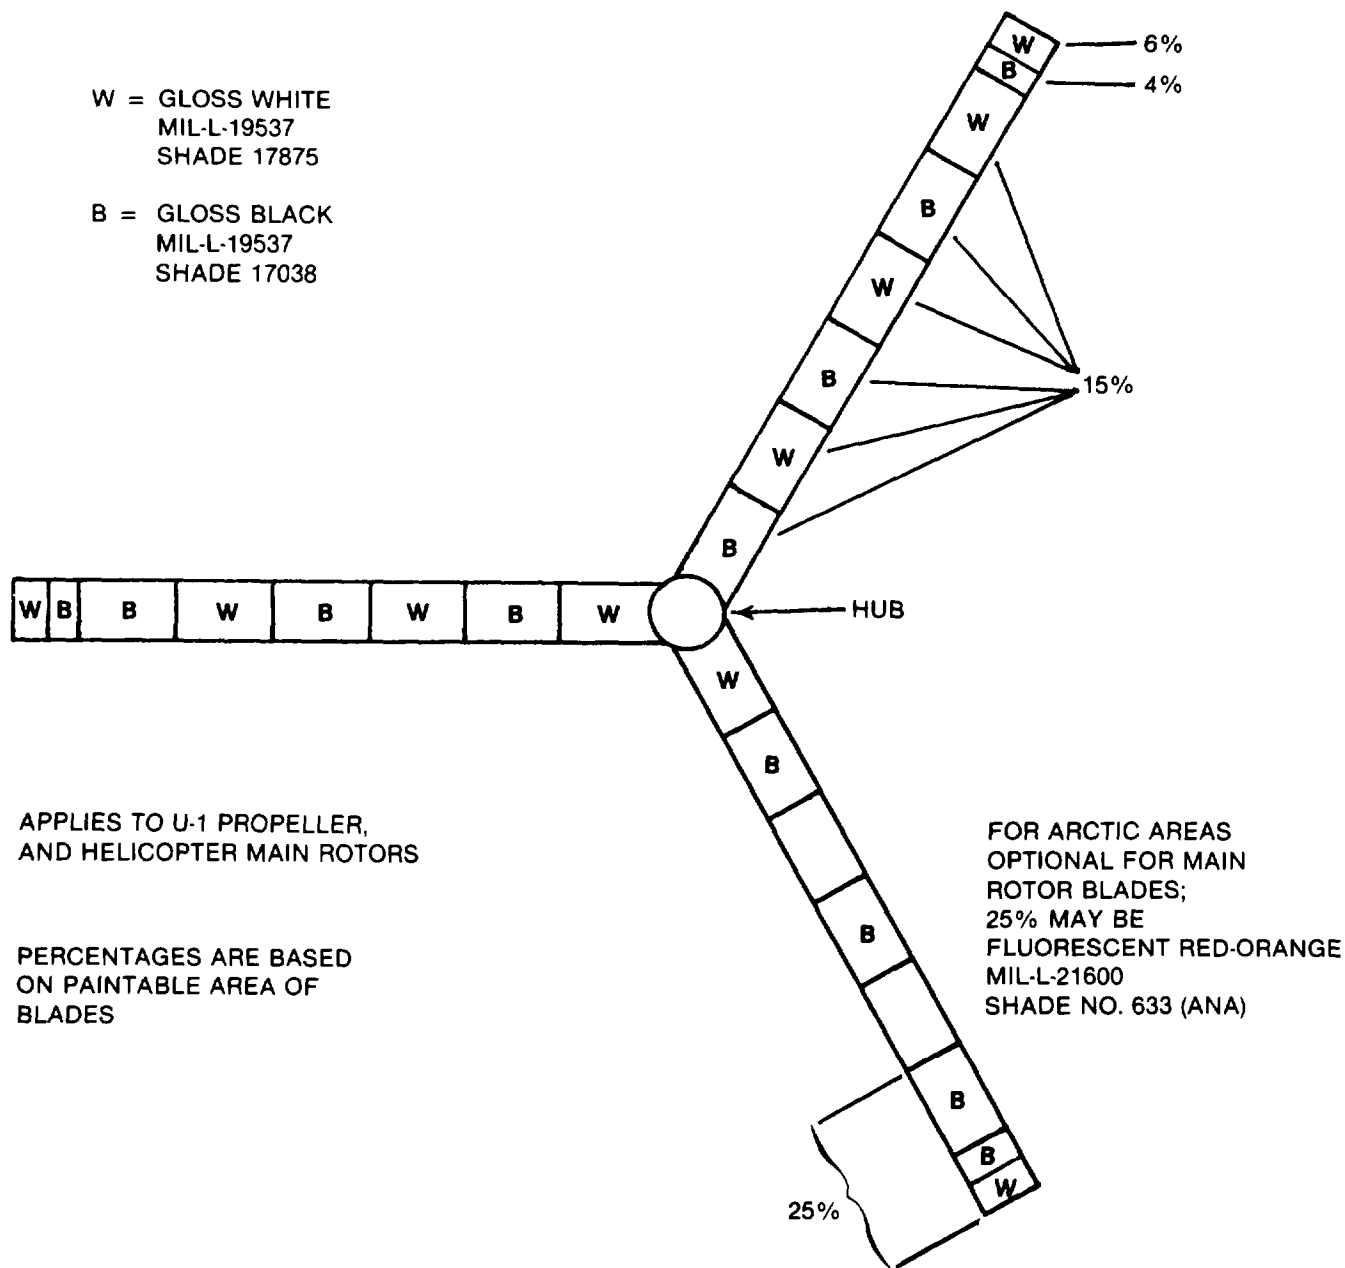 W = GLOSS WHITE
MIL-L-19537
SHADE 17875
B = GLOSS BLACK
MIL-L-19537
SHADE 17038
W
6%
B
4%
W
B
W
B
15%
W
B
HUB
W B B W B W B W
W
B
B
B
B
W
25%
APPLIES TO U-1 PROPELLER,
AND HELICOPTER MAIN ROTORS
PERCENTAGES ARE BASED
ON PAINTABLE AREA OF
BLADES
FOR ARCTIC AREAS
OPTIONAL FOR MAIN
ROTOR BLADES;
25% MAY BE
FLUORESCENT RED-ORANGE
MIL-L-21600
SHADE NO. 633 (ANA)